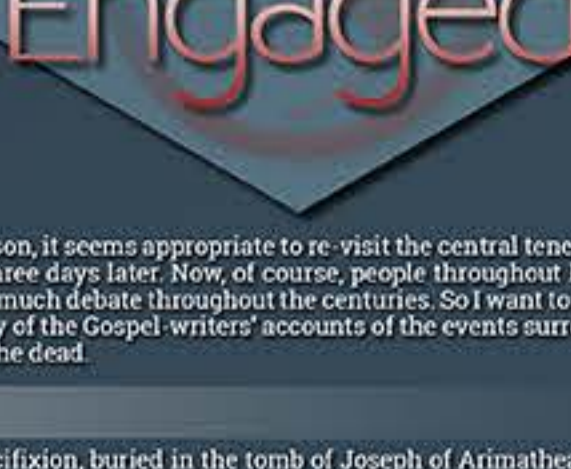 Engaged
son, it seems appropriate to re-visit the central tene
hree days later. Now, of course, people throughout
much debate throughout the centuries. So I want to
y of the Gospel-writers' accounts of the events surr
he dead.
cifixion, buried in the tomb of Joseph of Arimathea